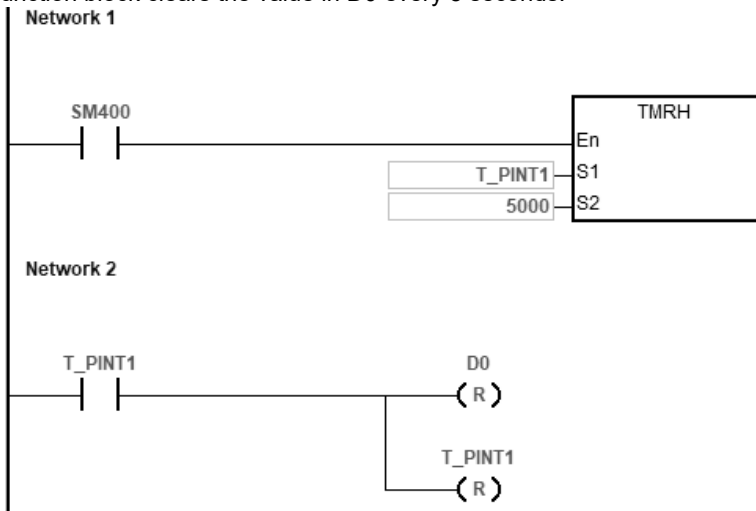 unction block clears the value in D0 every 5 seconds.
Network 1
SM400
TMRH
En
T_PINT1 S1
5000 S2
Network 2
T_PINT1 D0
( R )
T_PINT1
( R )